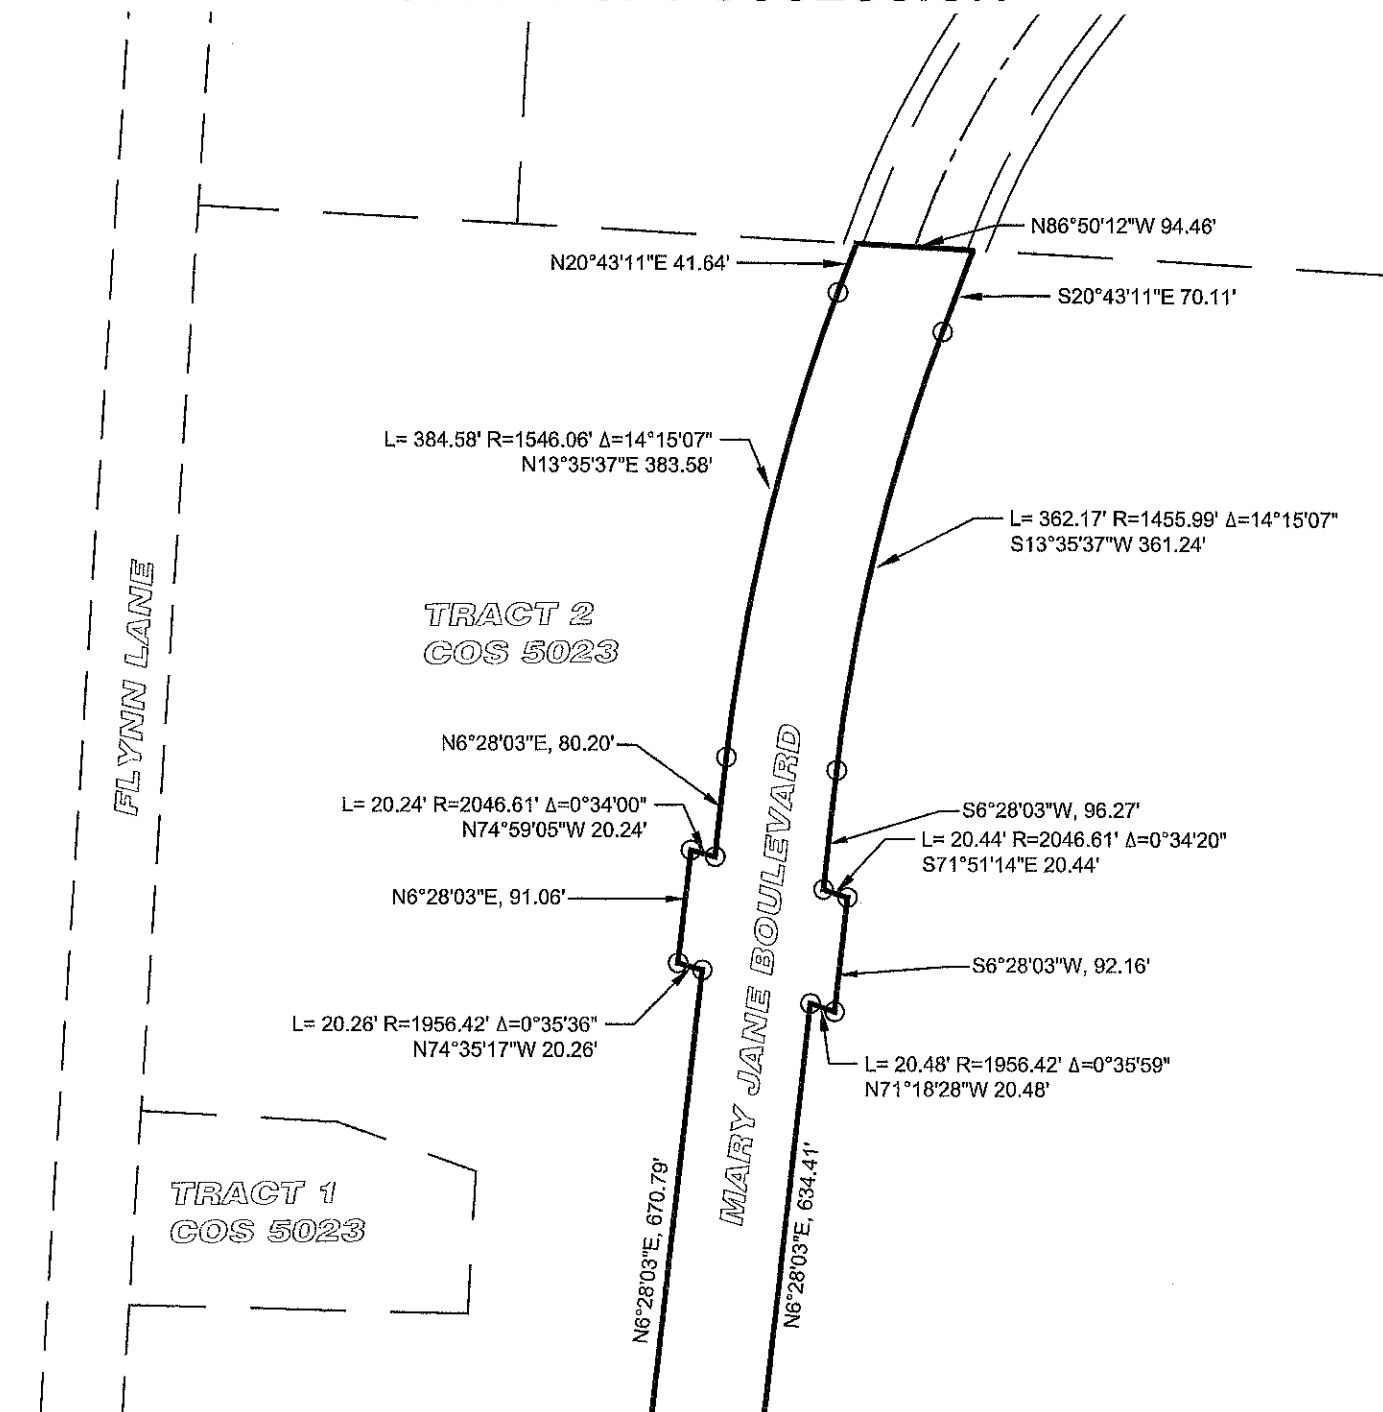 N86°50'12"W 94.46'
N20°43'11"E 41.64'
S20°43'11"E 70.11'
L= 384.58' R=1546.06' Δ=14°15'07"
N13°35'37"E 383.58'
L= 362.17' R=1455.99' Δ=14°15'07"
S13°35'37"W 361.24'
FLYNN LANE
TRACT 2
COS 5023
N6°28'03"E, 80.20'
L= 20.24' R=2046.61' Δ=0°34'00"
N74°59'05"W 20.24'
S6°28'03"W, 96.27'
L= 20.44' R=2046.61' Δ=0°34'20"
S71°51'14"E 20.44'
N6°28'03"E, 91.06'
MARY JANE BOULEVARD
S6°28'03"W, 92.16'
L= 20.26' R=1956.42' Δ=0°35'36"
N74°35'17"W 20.26'
L= 20.48' R=1956.42' Δ=0°35'59"
N71°18'28"W 20.48'
TRACT 1
COS 5023
N6°28'03"E, 670.79'
N6°28'03"E, 634.41'